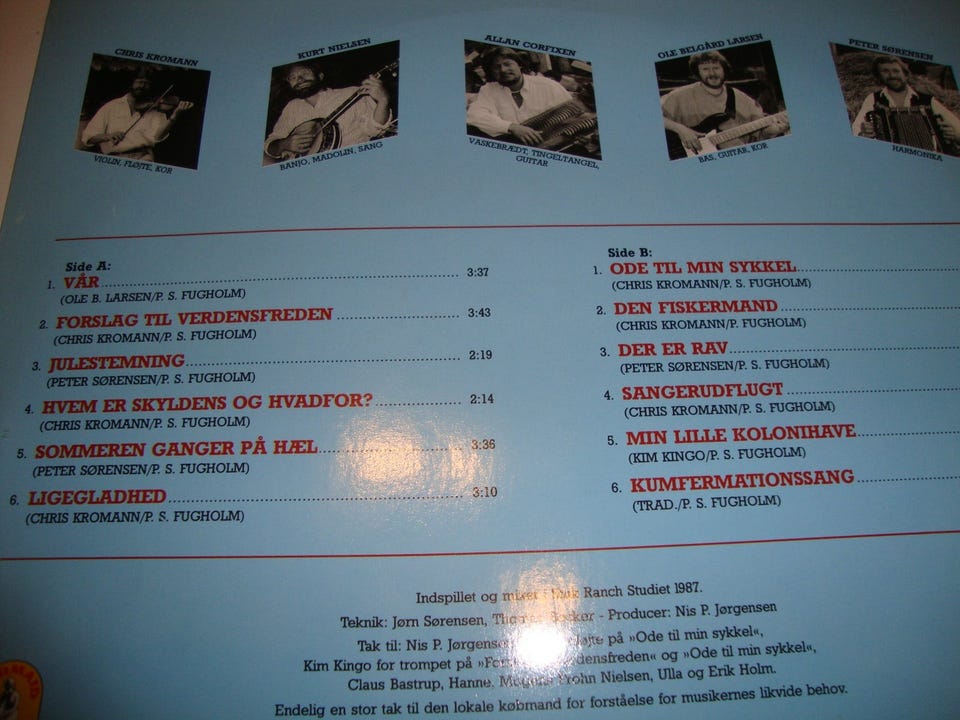 CHRIS KROMANN
VIOLIN, FLØJTE, KOR
KURT NIELSEN
BANJO, MADOLIN, SANG
ALLAN CORFIXEN
VASKEBRÆDT, TINGELTANGEL,
GUITAR
OLE BELGÅRD LARSEN
BAS, GUITAR, KOR
PETER SØRENSEN
HARMONIKA
Side A:
1. VÅR 3:37
(OLE B. LARSEN/P. S. FUGHOLM)
2. FORSLAG TIL VERDENSFREDEN 3:43
(CHRIS KROMANN/P. S. FUGHOLM)
3. JULESTEMNING 2:19
(PETER SØRENSEN/P. S. FUGHOLM)
4. HVEM ER SKYLDENS OG HVADFOR? 2:14
(CHRIS KROMANN/P. S. FUGHOLM)
5. SOMMEREN GANGER PÅ HÆL 3:36
(PETER SØRENSEN/P. S. FUGHOLM)
6. LIGEGLADHED 3:10
(CHRIS KROMANN/P. S. FUGHOLM)
Side B:
1. ODE TIL MIN SYKKEL
(CHRIS KROMANN/P. S. FUGHOLM)
2. DEN FISKERMAND
(CHRIS KROMANN/P. S. FUGHOLM)
3. DER ER RAV
(PETER SØRENSEN/P. S. FUGHOLM)
4. SANGERUDFLUGT
(CHRIS KROMANN/P. S. FUGHOLM)
5. MIN LILLE KOLONIHAVE
(KIM KINGO/P. S. FUGHOLM)
6. KUMFERMATIONSSANG
(TRAD./P. S. FUGHOLM)
Indspillet og Ranch Studiet 1987.
Teknik: Jørn Sørensen, - Producer: Nis P. Jørgensen
Tak til: Nis P. Jørgensen på »Ode til min sykkel«,
Kim Kingo for trompet på og »Ode til min sykkel«,
Claus Bastrup, Hanne, Nielsen, Ulla og Erik Holm.
Endelig en stor tak til den lokale købmand for forståelse for musikernes likvide behov.